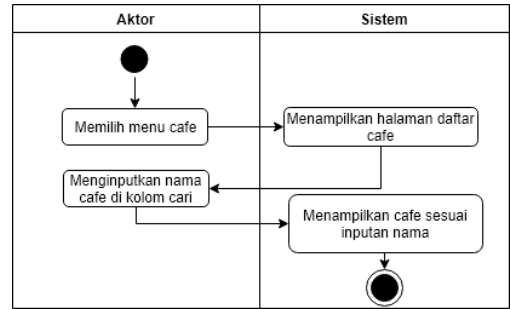 Aktor
Sistem
Memilih menu cafe
Menampilkan halaman daftar
cafe
Menginputkan nama
cafe di kolom cari
Menampilkan cafe sesuai
inputan nama